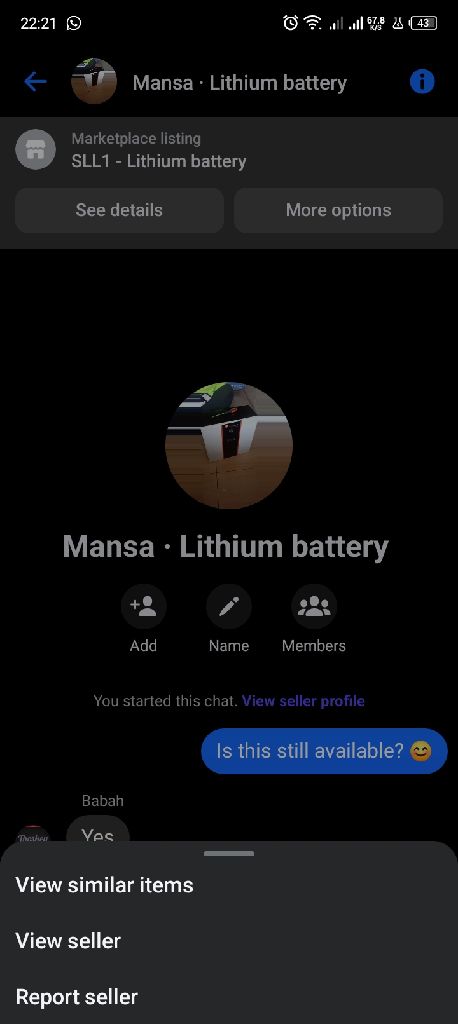 22:21
67.8
K/S
43
Mansa · Lithium battery
Marketplace listing
SLL1 - Lithium battery
See details
More options
Mansa · Lithium battery
Add
Name
Members
You started this chat. View seller profile
Is this still available? 😊
Babah
Yes
View similar items
View seller
Report seller